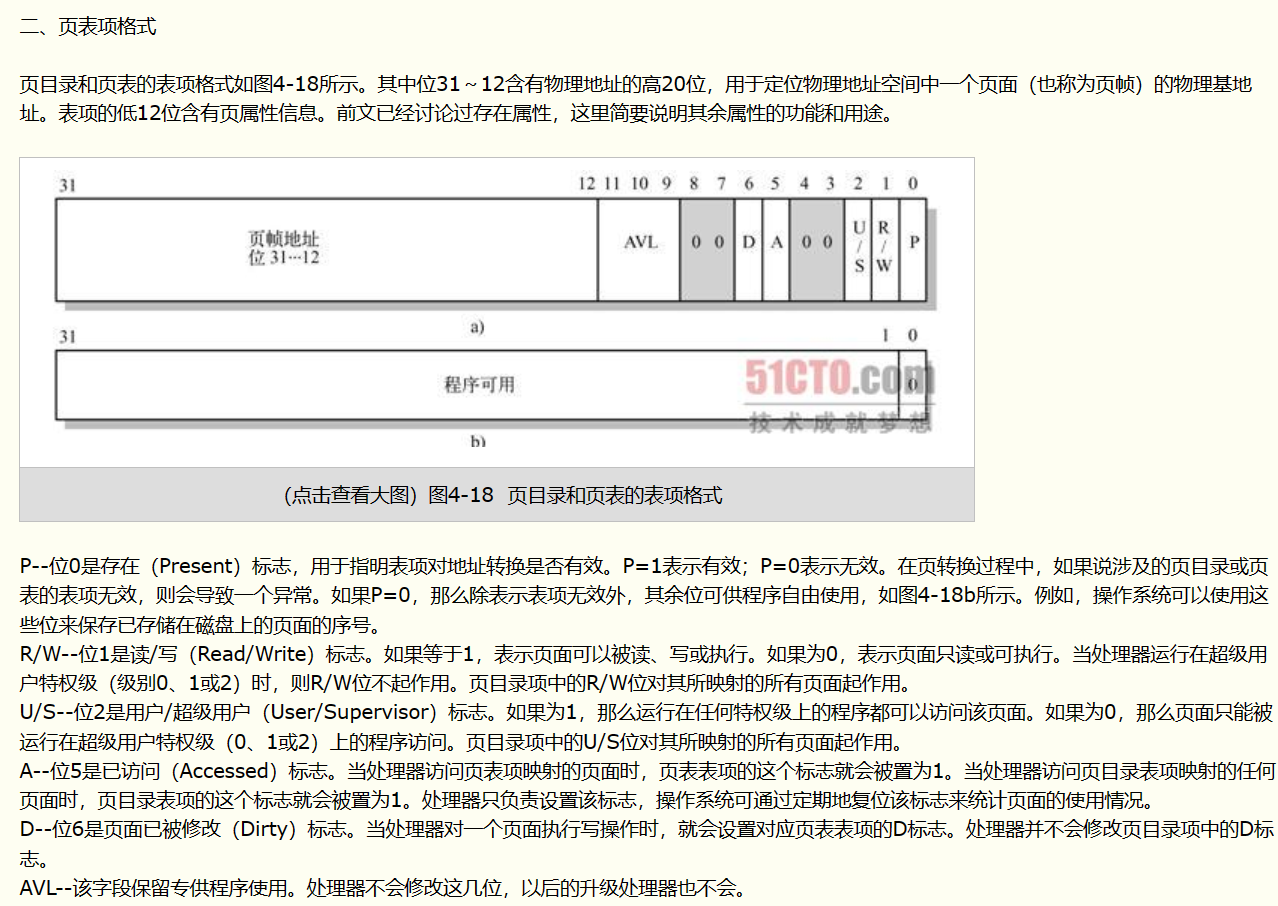 二、页表项格式
页目录和页表的表项格式如图4-18所示。其中位31～12含有物理地址的高20位，用于定位物理地址空间中一个页面（也称为页帧）的物理基地
址。表项的低12位含有页属性信息。前文已经讨论过存在属性，这里简要说明其余属性的功能和用途。
31 12 11 10 9 8 7 6 5 4 3 2 1 0
页帧地址
位 31···12
AVL 0 0 D A 0 0 U/S R/W P
a)
31 1 0
程序可用 0
51CTO.com
技术成就梦想
b)
（点击查看大图）图4-18 页目录和页表的表项格式
P--位0是存在（Present）标志，用于指明表项对地址转换是否有效。P=1表示有效；P=0表示无效。在页转换过程中，如果说涉及的页目录或页
表的表项无效，则会导致一个异常。如果P=0，那么除表示表项无效外，其余位可供程序自由使用，如图4-18b所示。例如，操作系统可以使用这
些位来保存已存储在磁盘上的页面的序号。
R/W--位1是读/写（Read/Write）标志。如果等于1，表示页面可以被读、写或执行。如果为0，表示页面只读或可执行。当处理器运行在超级用
户特权级（级别0、1或2）时，则R/W位不起作用。页目录项中的R/W位对其所映射的所有页面起作用。
U/S--位2是用户/超级用户（User/Supervisor）标志。如果为1，那么运行在任何特权级上的程序都可以访问该页面。如果为0，那么页面只能被
运行在超级用户特权级（0、1或2）上的程序访问。页目录项中的U/S位对其所映射的所有页面起作用。
A--位5是已访问（Accessed）标志。当处理器访问页表项映射的页面时，页表表项的这个标志就会被置为1。当处理器访问页目录表项映射的任何
页面时，页目录表项的这个标志就会被置为1。处理器只负责设置该标志，操作系统可通过定期地复位该标志来统计页面的使用情况。
D--位6是页面已被修改（Dirty）标志。当处理器对一个页面执行写操作时，就会设置对应页表表项的D标志。处理器并不会修改页目录项中的D标
志。
AVL--该字段保留专供程序使用。处理器不会修改这几位，以后的升级处理器也不会。